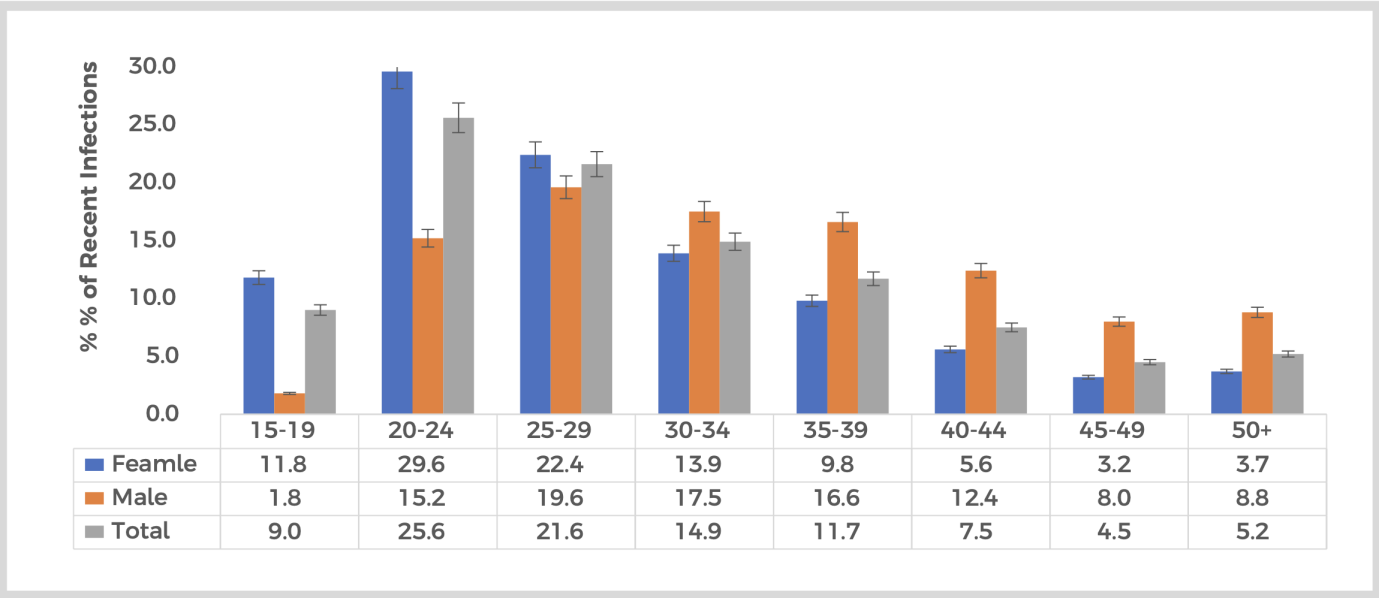 % % of Recent Infections
30.0
25.0
20.0
15.0
10.0
5.0
0.0
15-19 20-24 25-29 30-34 35-39 40-44 45-49 50+
Feamle 11.8 29.6 22.4 13.9 9.8 5.6 3.2 3.7
Male 1.8 15.2 19.6 17.5 16.6 12.4 8.0 8.8
Total 9.0 25.6 21.6 14.9 11.7 7.5 4.5 5.2